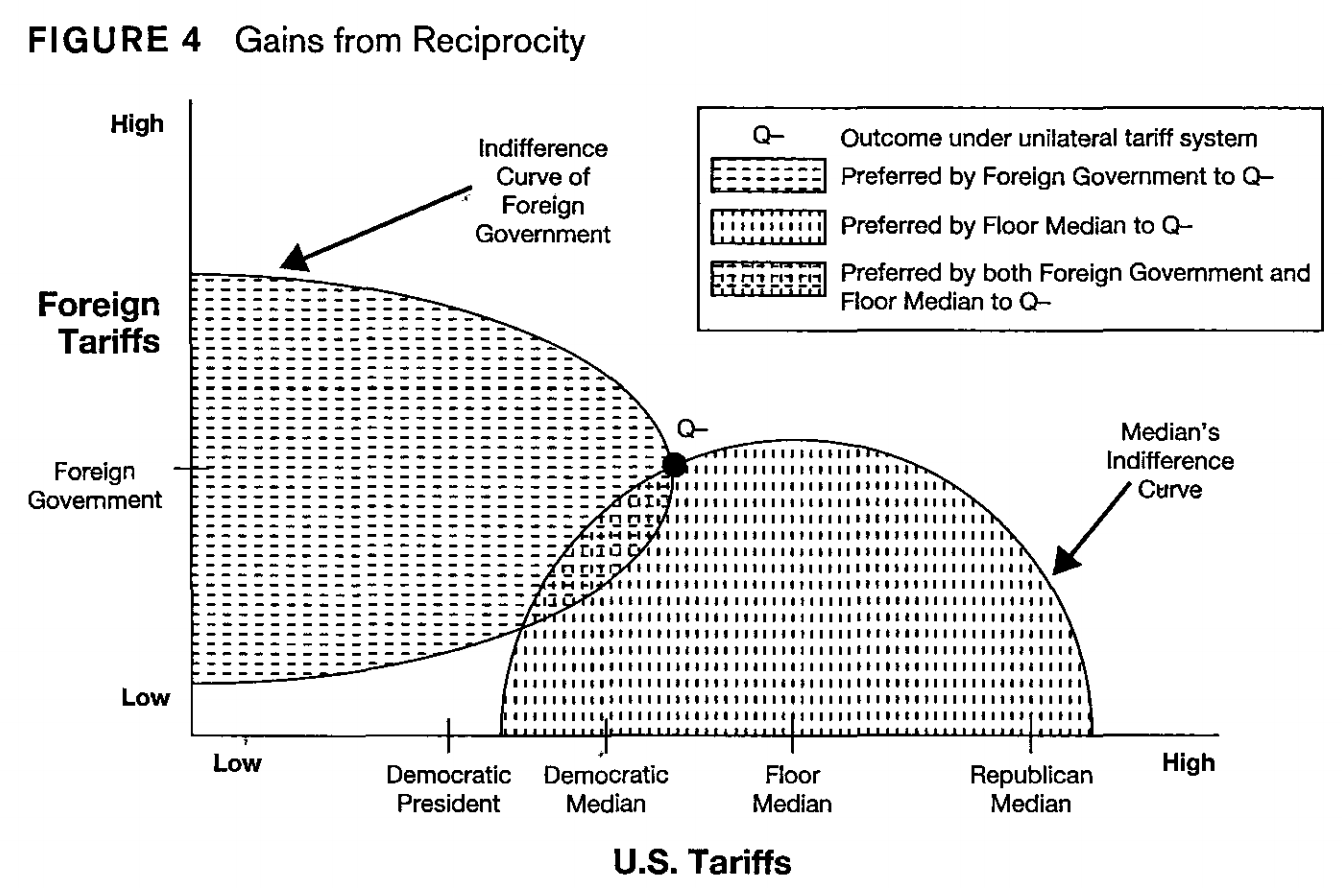 FIGURE 4 Gains from Reciprocity
High
Indifference
Curve of
Foreign
Government
Q–
Outcome under unilateral tariff system
Preferred by Foreign Government to Q–
Preferred by Floor Median to Q–
Preferred by both Foreign Government and
Floor Median to Q–
Foreign
Tariffs
Q–
Median's
Indifference
Curve
Foreign
Government
Low
Low
Democratic
President
Democratic
Median
Floor
Median
Republican
Median
High
U.S. Tariffs